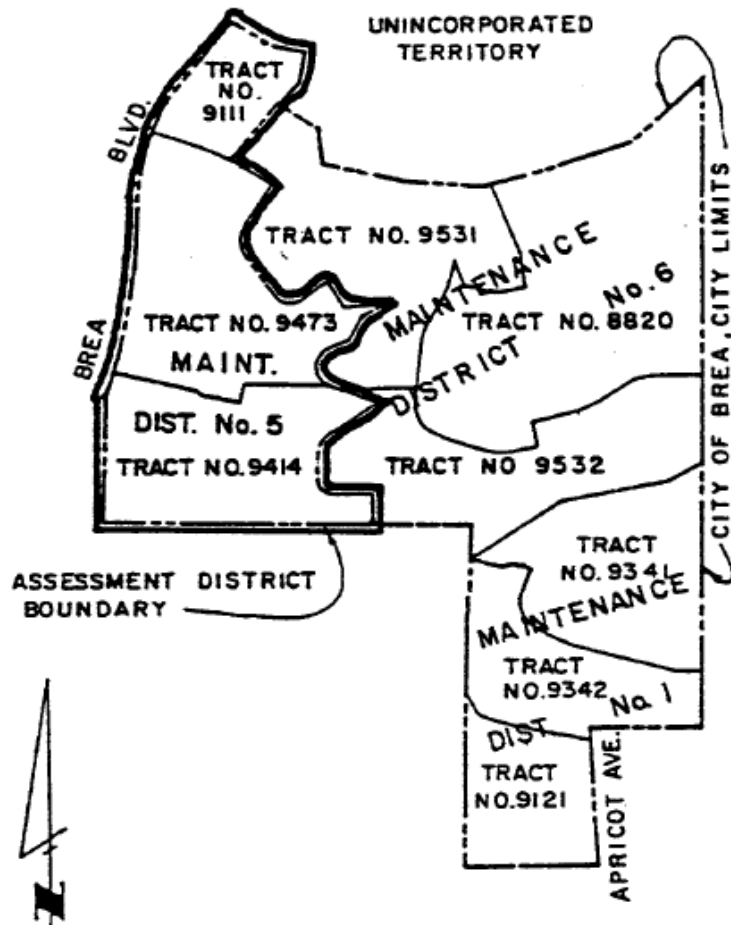 UNINCORPORATED
TERRITORY
TRACT
NO.
9111
BLVD.
BREA
TRACT NO. 9531
MAINTENANCE
DISTRICT
No. 6
TRACT NO. 9473
MAINT.
TRACT NO. 8820
DIST. No. 5
TRACT NO. 9414
TRACT NO 9532
CITY OF BREA, CITY LIMITS
ASSESSMENT DISTRICT
BOUNDARY
TRACT
NO. 9341
MAINTENANCE
TRACT
NO.9342
DIST
No. 1
TRACT
NO.9121
APRICOT AVE.
N